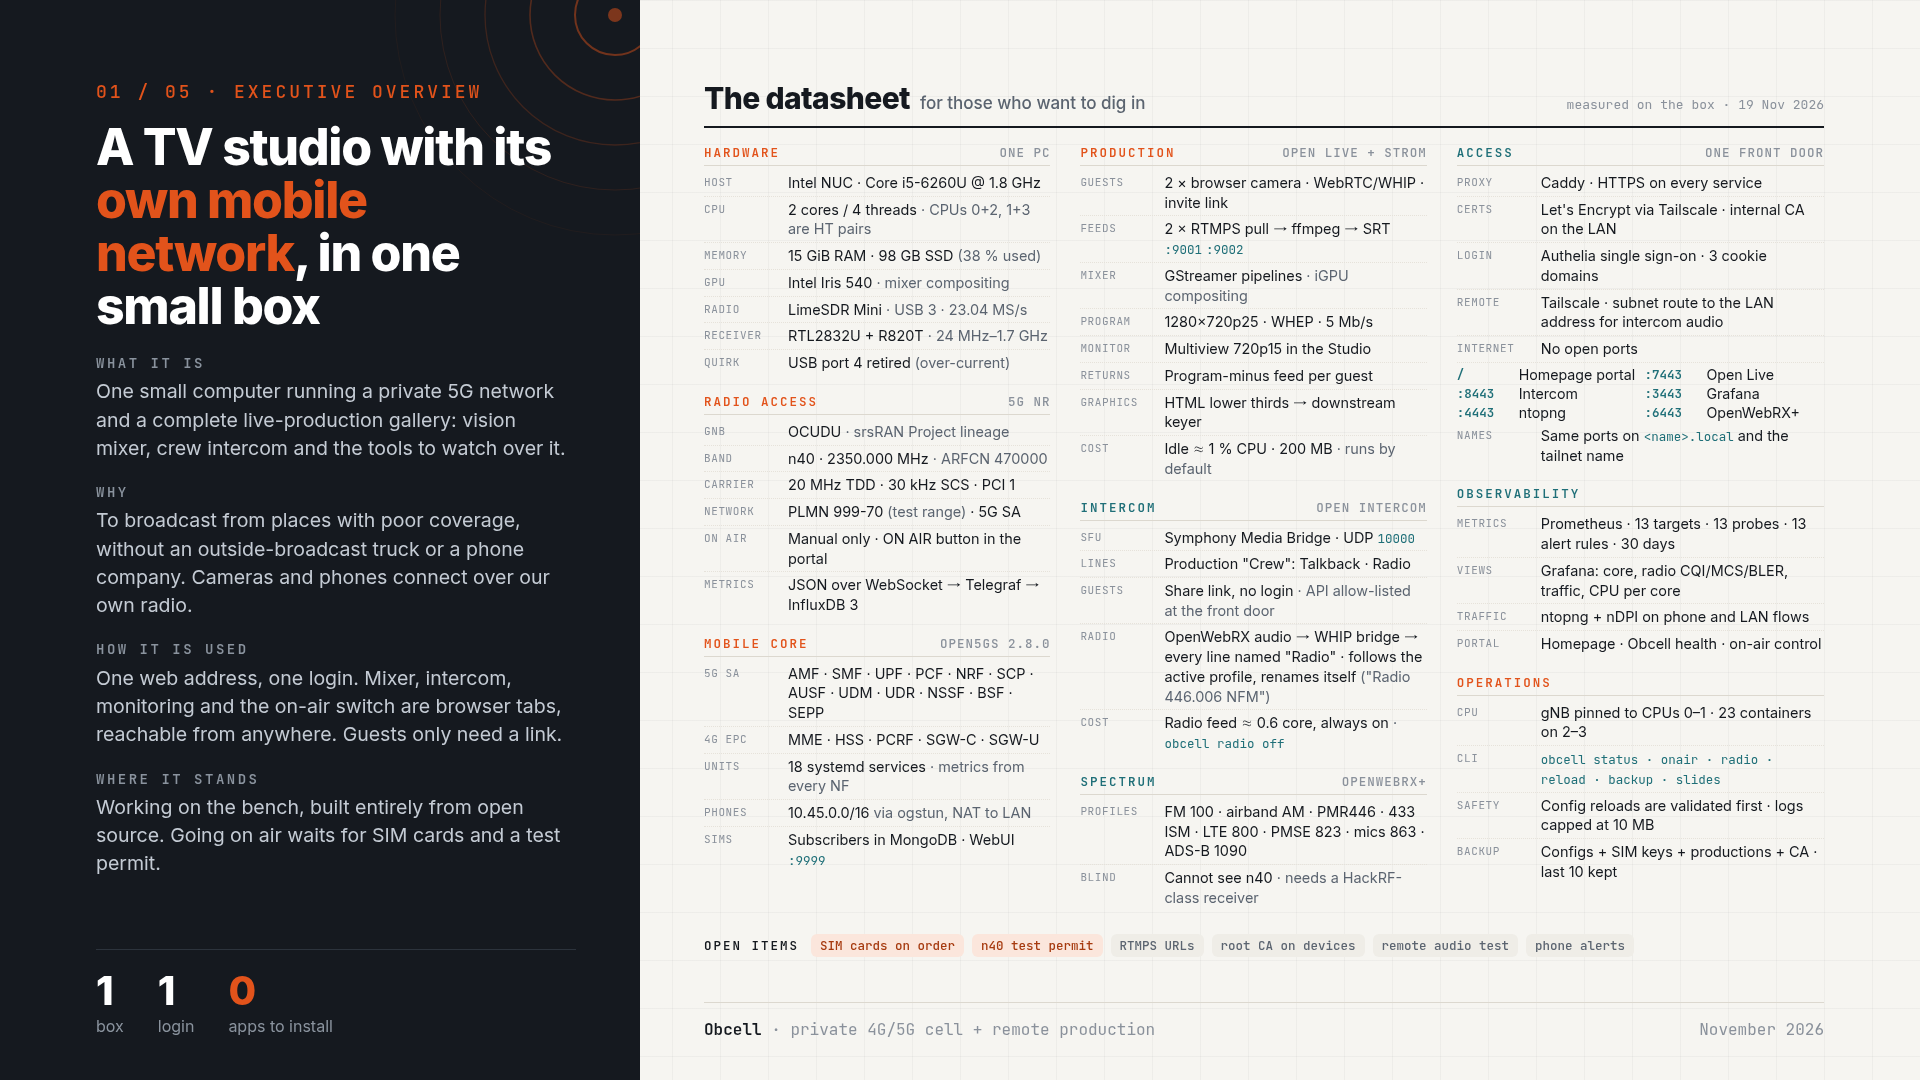 01 / 05 · EXECUTIVE OVERVIEW
A TV studio with its
own mobile
network, in one
small box
WHAT IT IS
One small computer running a private 5G network
and a complete live-production gallery: vision
mixer, crew intercom and the tools to watch over it.
WHY
To broadcast from places with poor coverage,
without an outside-broadcast truck or a phone
company. Cameras and phones connect over our
own radio.
HOW IT IS USED
One web address, one login. Mixer, intercom,
monitoring and the on-air switch are browser tabs,
reachable from anywhere. Guests only need a link.
WHERE IT STANDS
Working on the bench, built entirely from open
source. Going on air waits for SIM cards and a test
permit.
1 1 0
box login apps to install
The datasheet for those who want to dig in
measured on the box · 19 Nov 2026
HARDWARE ONE PC
HOST Intel NUC · Core i5-6260U @ 1.8 GHz
CPU 2 cores / 4 threads · CPUs 0+2, 1+3
are HT pairs
MEMORY 15 GiB RAM · 98 GB SSD (38 % used)
GPU Intel Iris 540 · mixer compositing
RADIO LimeSDR Mini · USB 3 · 23.04 MS/s
RECEIVER RTL2832U + R820T · 24 MHz–1.7 GHz
QUIRK USB port 4 retired (over-current)
RADIO ACCESS 5G NR
GNB OCUDU · srsRAN Project lineage
BAND n40 · 2350.000 MHz · ARFCN 470000
CARRIER 20 MHz TDD · 30 kHz SCS · PCI 1
NETWORK PLMN 999-70 (test range) · 5G SA
ON AIR Manual only · ON AIR button in the
portal
METRICS JSON over WebSocket → Telegraf →
InfluxDB 3
MOBILE CORE OPEN5GS 2.8.0
5G SA AMF · SMF · UPF · PCF · NRF · SCP ·
AUSF · UDM · UDR · NSSF · BSF ·
SEPP
4G EPC MME · HSS · PCRF · SGW-C · SGW-U
UNITS 18 systemd services · metrics from
every NF
PHONES 10.45.0.0/16 via ogstun, NAT to LAN
SIMS Subscribers in MongoDB · WebUI
:9999
PRODUCTION OPEN LIVE + STROM
GUESTS 2 × browser camera · WebRTC/WHIP ·
invite link
FEEDS 2 × RTMPS pull → ffmpeg → SRT
:9001 :9002
MIXER GStreamer pipelines · iGPU
compositing
PROGRAM 1280×720p25 · WHEP · 5 Mb/s
MONITOR Multiview 720p15 in the Studio
RETURNS Program-minus feed per guest
GRAPHICS HTML lower thirds → downstream
keyer
COST Idle ≈ 1 % CPU · 200 MB · runs by
default
INTERCOM OPEN INTERCOM
SFU Symphony Media Bridge · UDP 10000
LINES Production "Crew": Talkback · Radio
GUESTS Share link, no login · API allow-listed
at the front door
RADIO OpenWebRX audio → WHIP bridge →
every line named "Radio" · follows the
active profile, renames itself ("Radio
446.006 NFM")
COST Radio feed ≈ 0.6 core, always on ·
obcell radio off
SPECTRUM OPENWEBRX+
PROFILES FM 100 · airband AM · PMR446 · 433
ISM · LTE 800 · PMSE 823 · mics 863 ·
ADS-B 1090
BLIND Cannot see n40 · needs a HackRF-
class receiver
ACCESS ONE FRONT DOOR
PROXY Caddy · HTTPS on every service
CERTS Let's Encrypt via Tailscale · internal CA
on the LAN
LOGIN Authelia single sign-on · 3 cookie
domains
REMOTE Tailscale · subnet route to the LAN
address for intercom audio
INTERNET No open ports
/ Homepage portal :7443 Open Live
:8443 Intercom :3443 Grafana
:4443 ntopng :6443 OpenWebRX+
NAMES Same ports on <name>.local and the
tailnet name
OBSERVABILITY
METRICS Prometheus · 13 targets · 13 probes · 13
alert rules · 30 days
VIEWS Grafana: core, radio CQI/MCS/BLER,
traffic, CPU per core
TRAFFIC ntopng + nDPI on phone and LAN flows
PORTAL Homepage · Obcell health · on-air control
OPERATIONS
CPU gNB pinned to CPUs 0–1 · 23 containers
on 2–3
CLI obcell status · onair · radio ·
reload · backup · slides
SAFETY Config reloads are validated first · logs
capped at 10 MB
BACKUP Configs + SIM keys + productions + CA ·
last 10 kept
OPEN ITEMS SIM cards on order n40 test permit RTMPS URLs root CA on devices remote audio test phone alerts
Obcell · private 4G/5G cell + remote production November 2026